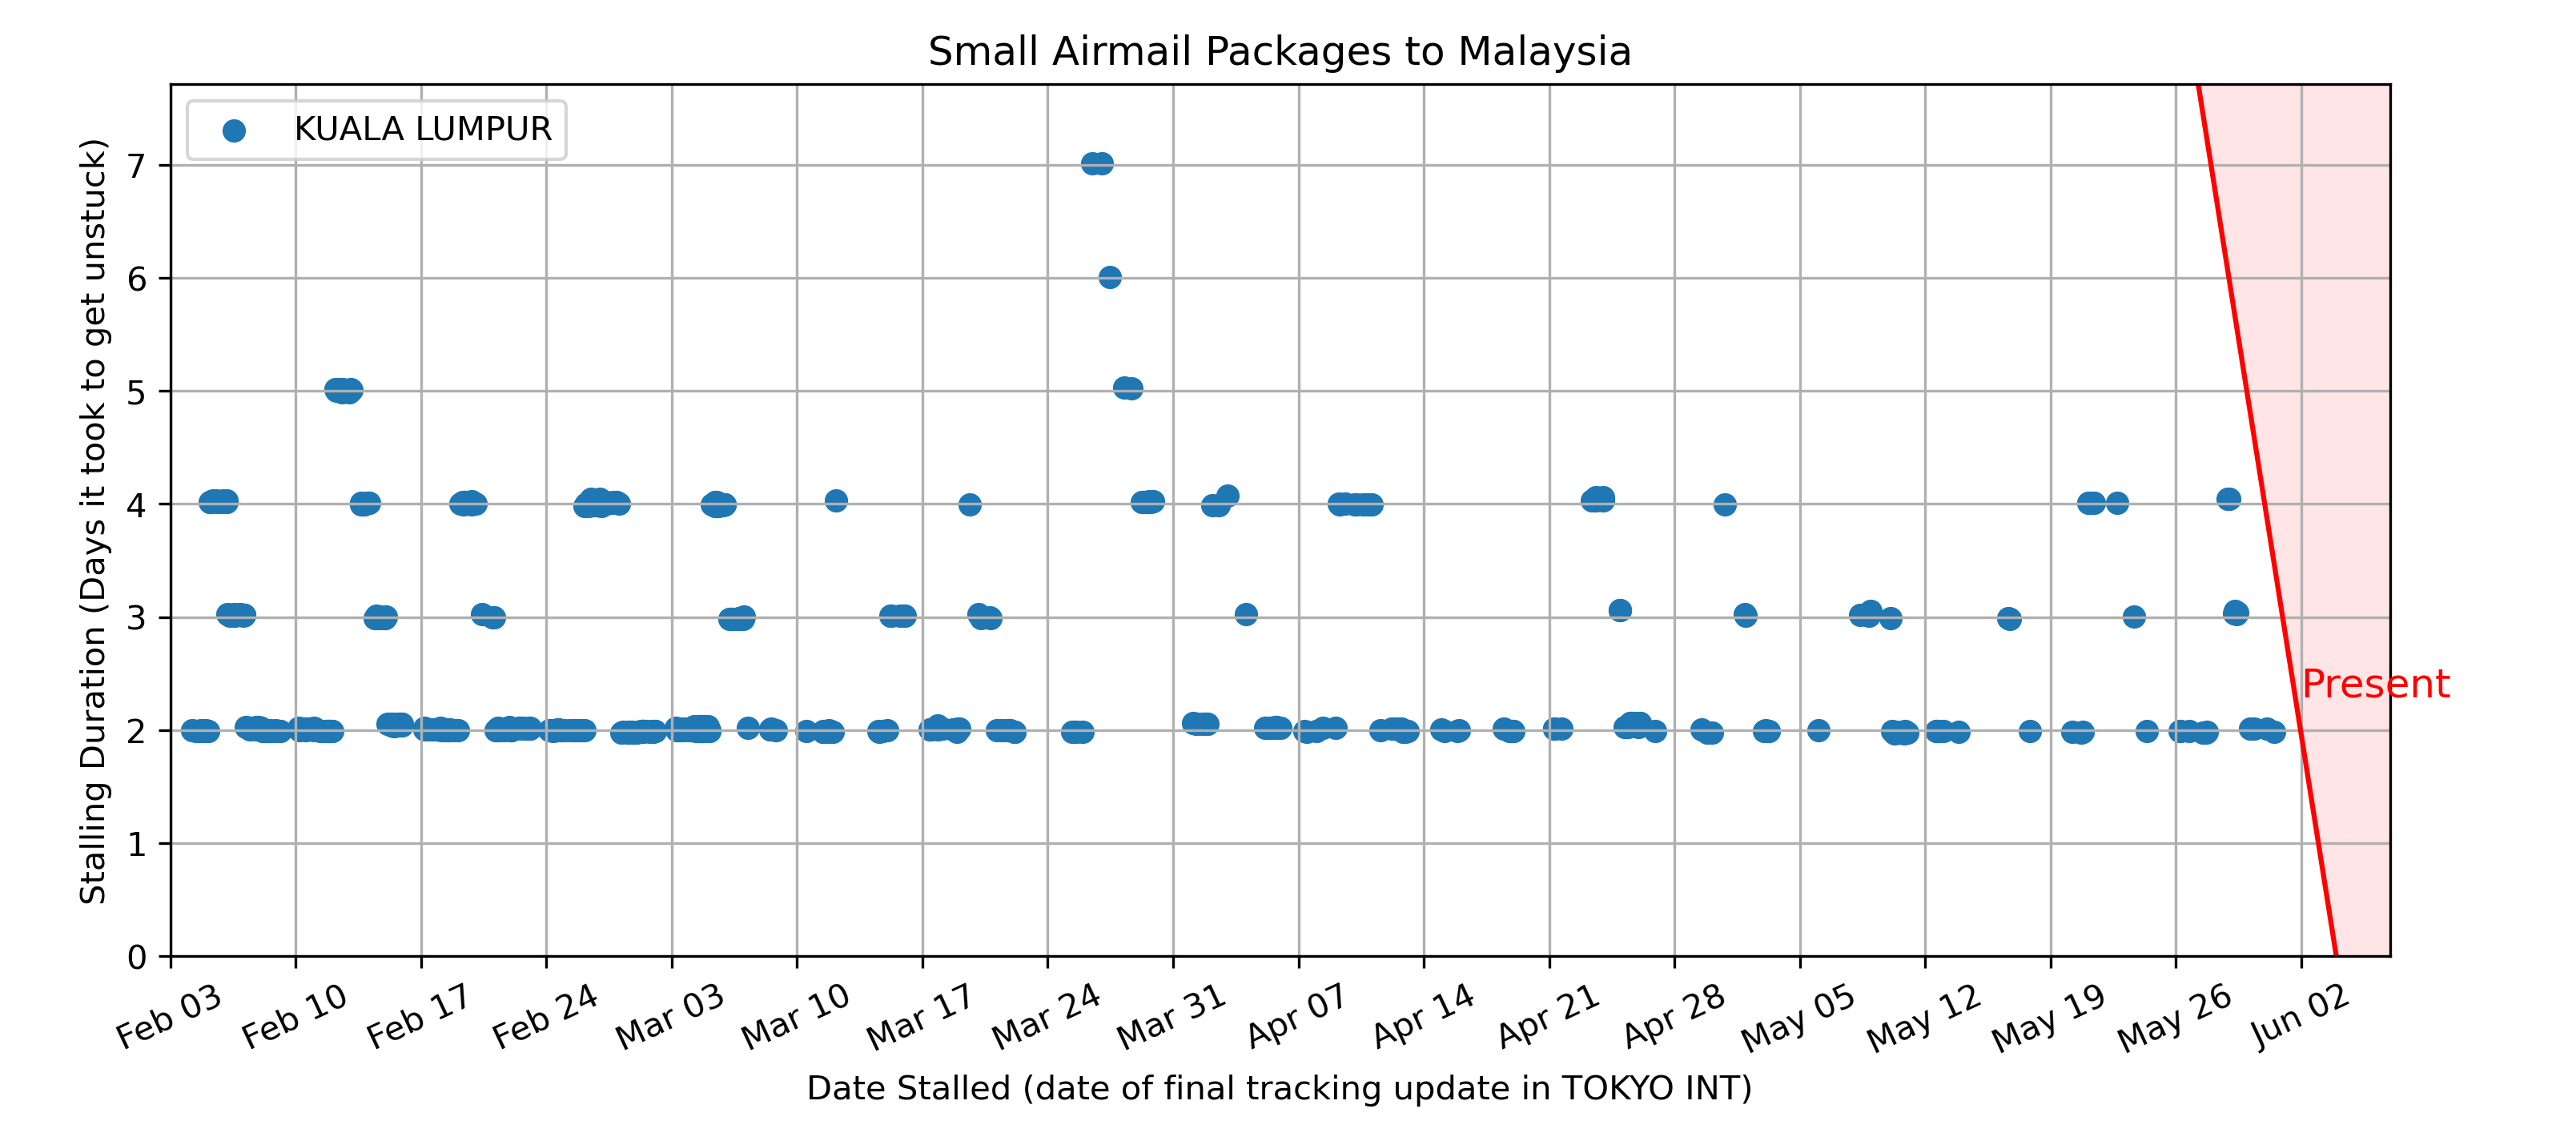 Small Airmail Packages to Malaysia
KUALA LUMPUR
Stalling Duration (Days it took to get unstuck)
7
6
5
4
3
2
1
0
Present
Feb 03
Feb 10
Feb 17
Feb 24
Mar 03
Mar 10
Mar 17
Mar 24
Mar 31
Apr 07
Apr 14
Apr 21
Apr 28
May 05
May 12
May 19
May 26
Jun 02
Date Stalled (date of final tracking update in TOKYO INT)